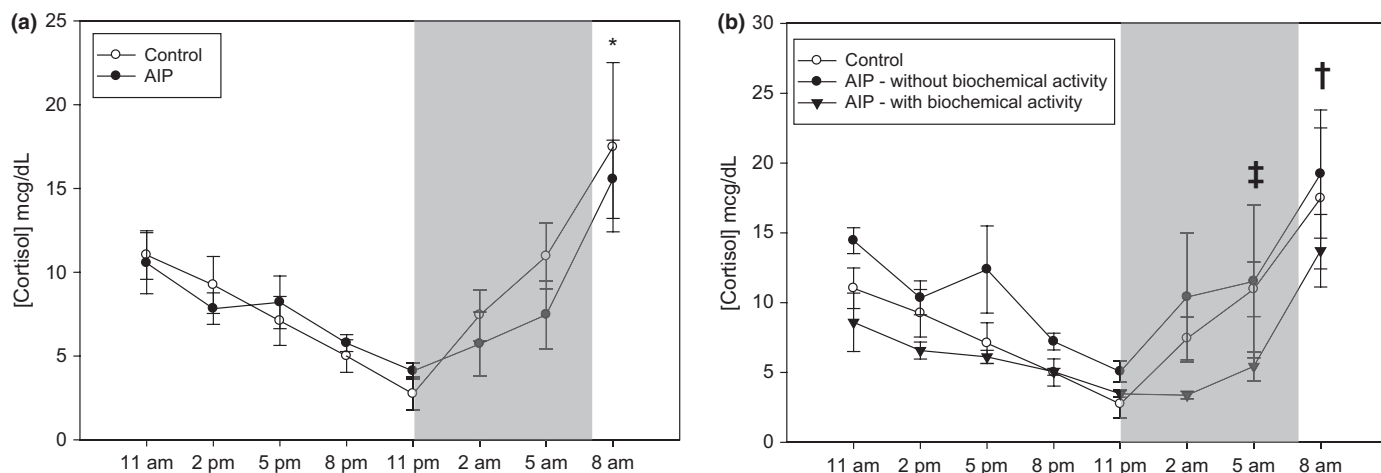 (a)
[Cortisol] mcg/dL
25
20
15
10
5
0
Control
AIP
*
11 am 2 pm 5 pm 8 pm 11 pm 2 am 5 am 8 am
(b)
[Cortisol] mcg/dL
30
25
20
15
10
5
0
Control
AIP - without biochemical activity
AIP - with biochemical activity
†
‡
11 am 2 pm 5 pm 8 pm 11 pm 2 am 5 am 8 am